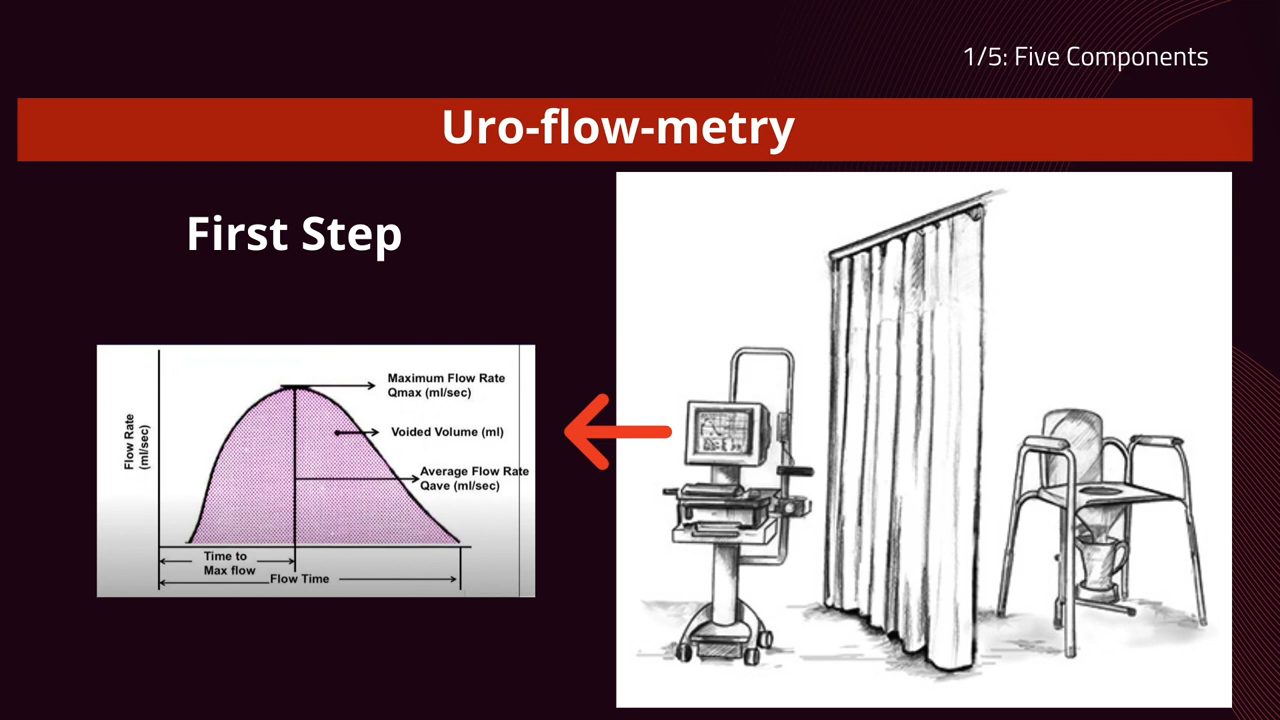 1/5: Five Components
Uro-flow-metry
First Step
Maximum Flow Rate
Qmax (ml/sec)
Voided Volume (ml)
Average Flow Rate
Qave (ml/sec)
Flow Rate
(ml/sec)
Time to
Max flow
Flow Time